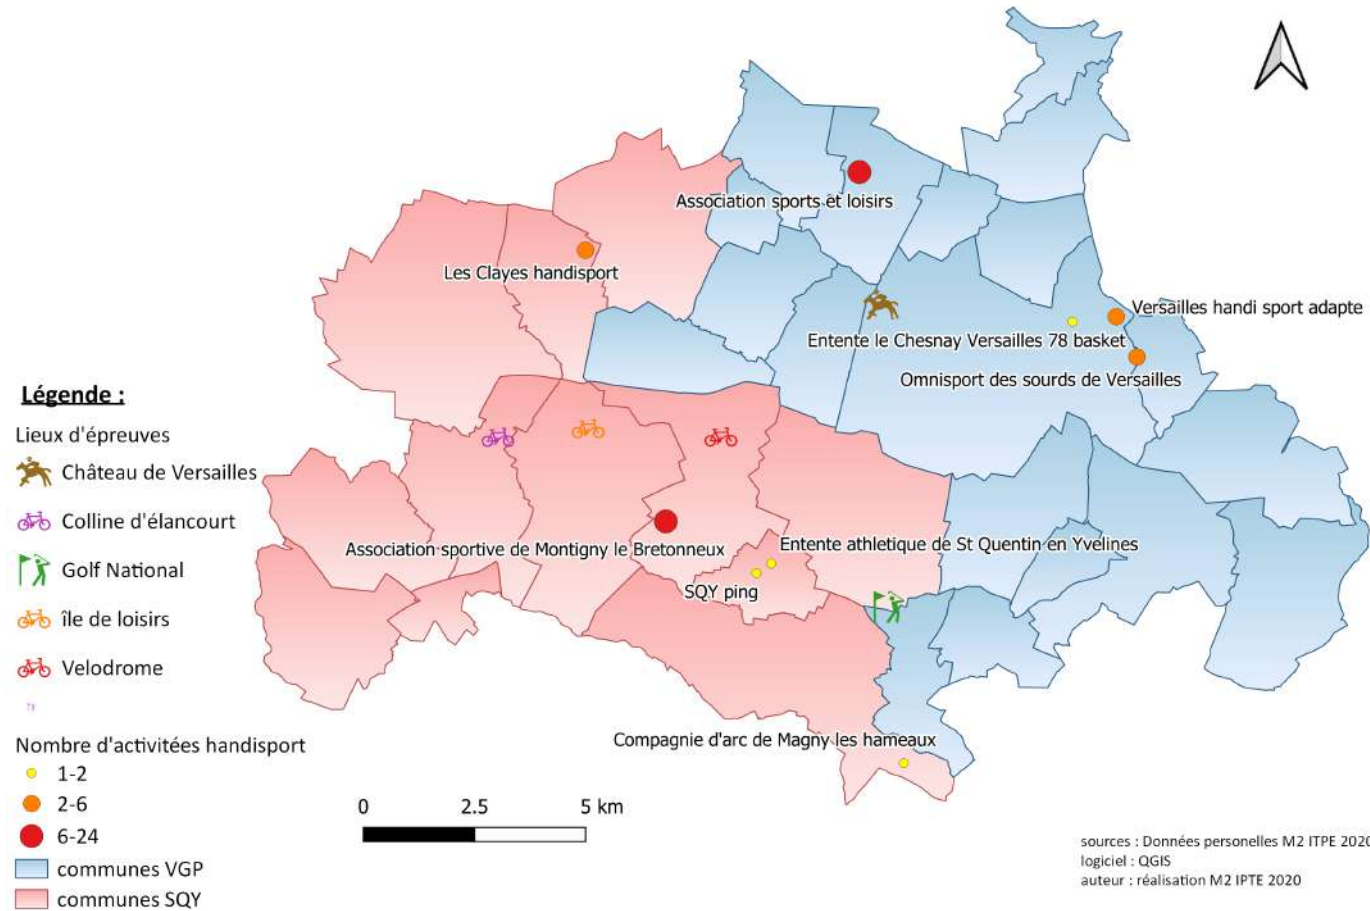 Association sports et loisirs
Les Clayes handisport
Versailles handi sport adapte
Entente le Chesnay Versailles 78 basket
Omnisport des sourds de Versailles
Association sportive de Montigny le Bretonneux
Entente athletique de St Quentin en Yvelines
SQY ping
Compagnie d'arc de Magny les hameaux
Légende :
Lieux d'épreuves
Château de Versailles
Colline d'élancourt
Golf National
île de loisirs
Velodrome
Nombre d'activitées handisport
1-2
2-6
6-24
communes VGP
communes SQY
0 2.5 5 km
sources : Données personelles M2 ITPE 2020
logiciel : QGIS
auteur : réalisation M2 IPTE 2020